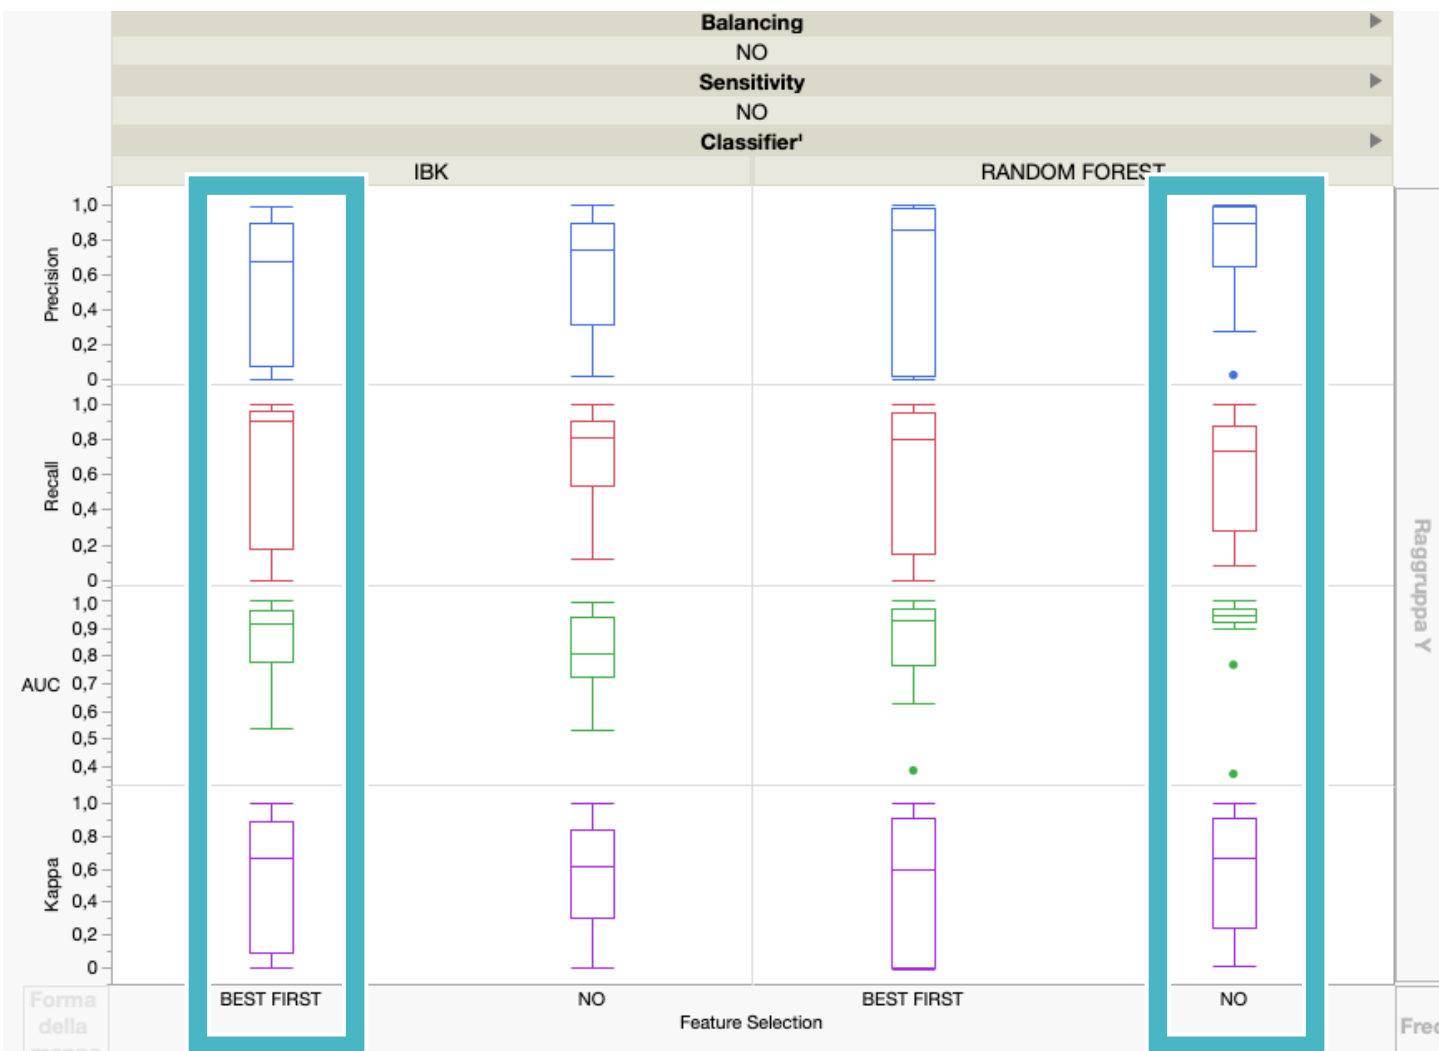 Balancing
NO
Sensitivity
NO
Classifier'
IBK RANDOM FOREST
Precision
1,0
0,8
0,6
0,4
0,2
0
Recall
1,0
0,8
0,6
0,4
0,2
0
AUC
1,0
0,9
0,8
0,7
0,6
0,5
0,4
Kappa
1,0
0,8
0,6
0,4
0,2
0
Raggruppa Y
BEST FIRST NO BEST FIRST NO
Feature Selection
Forma
della